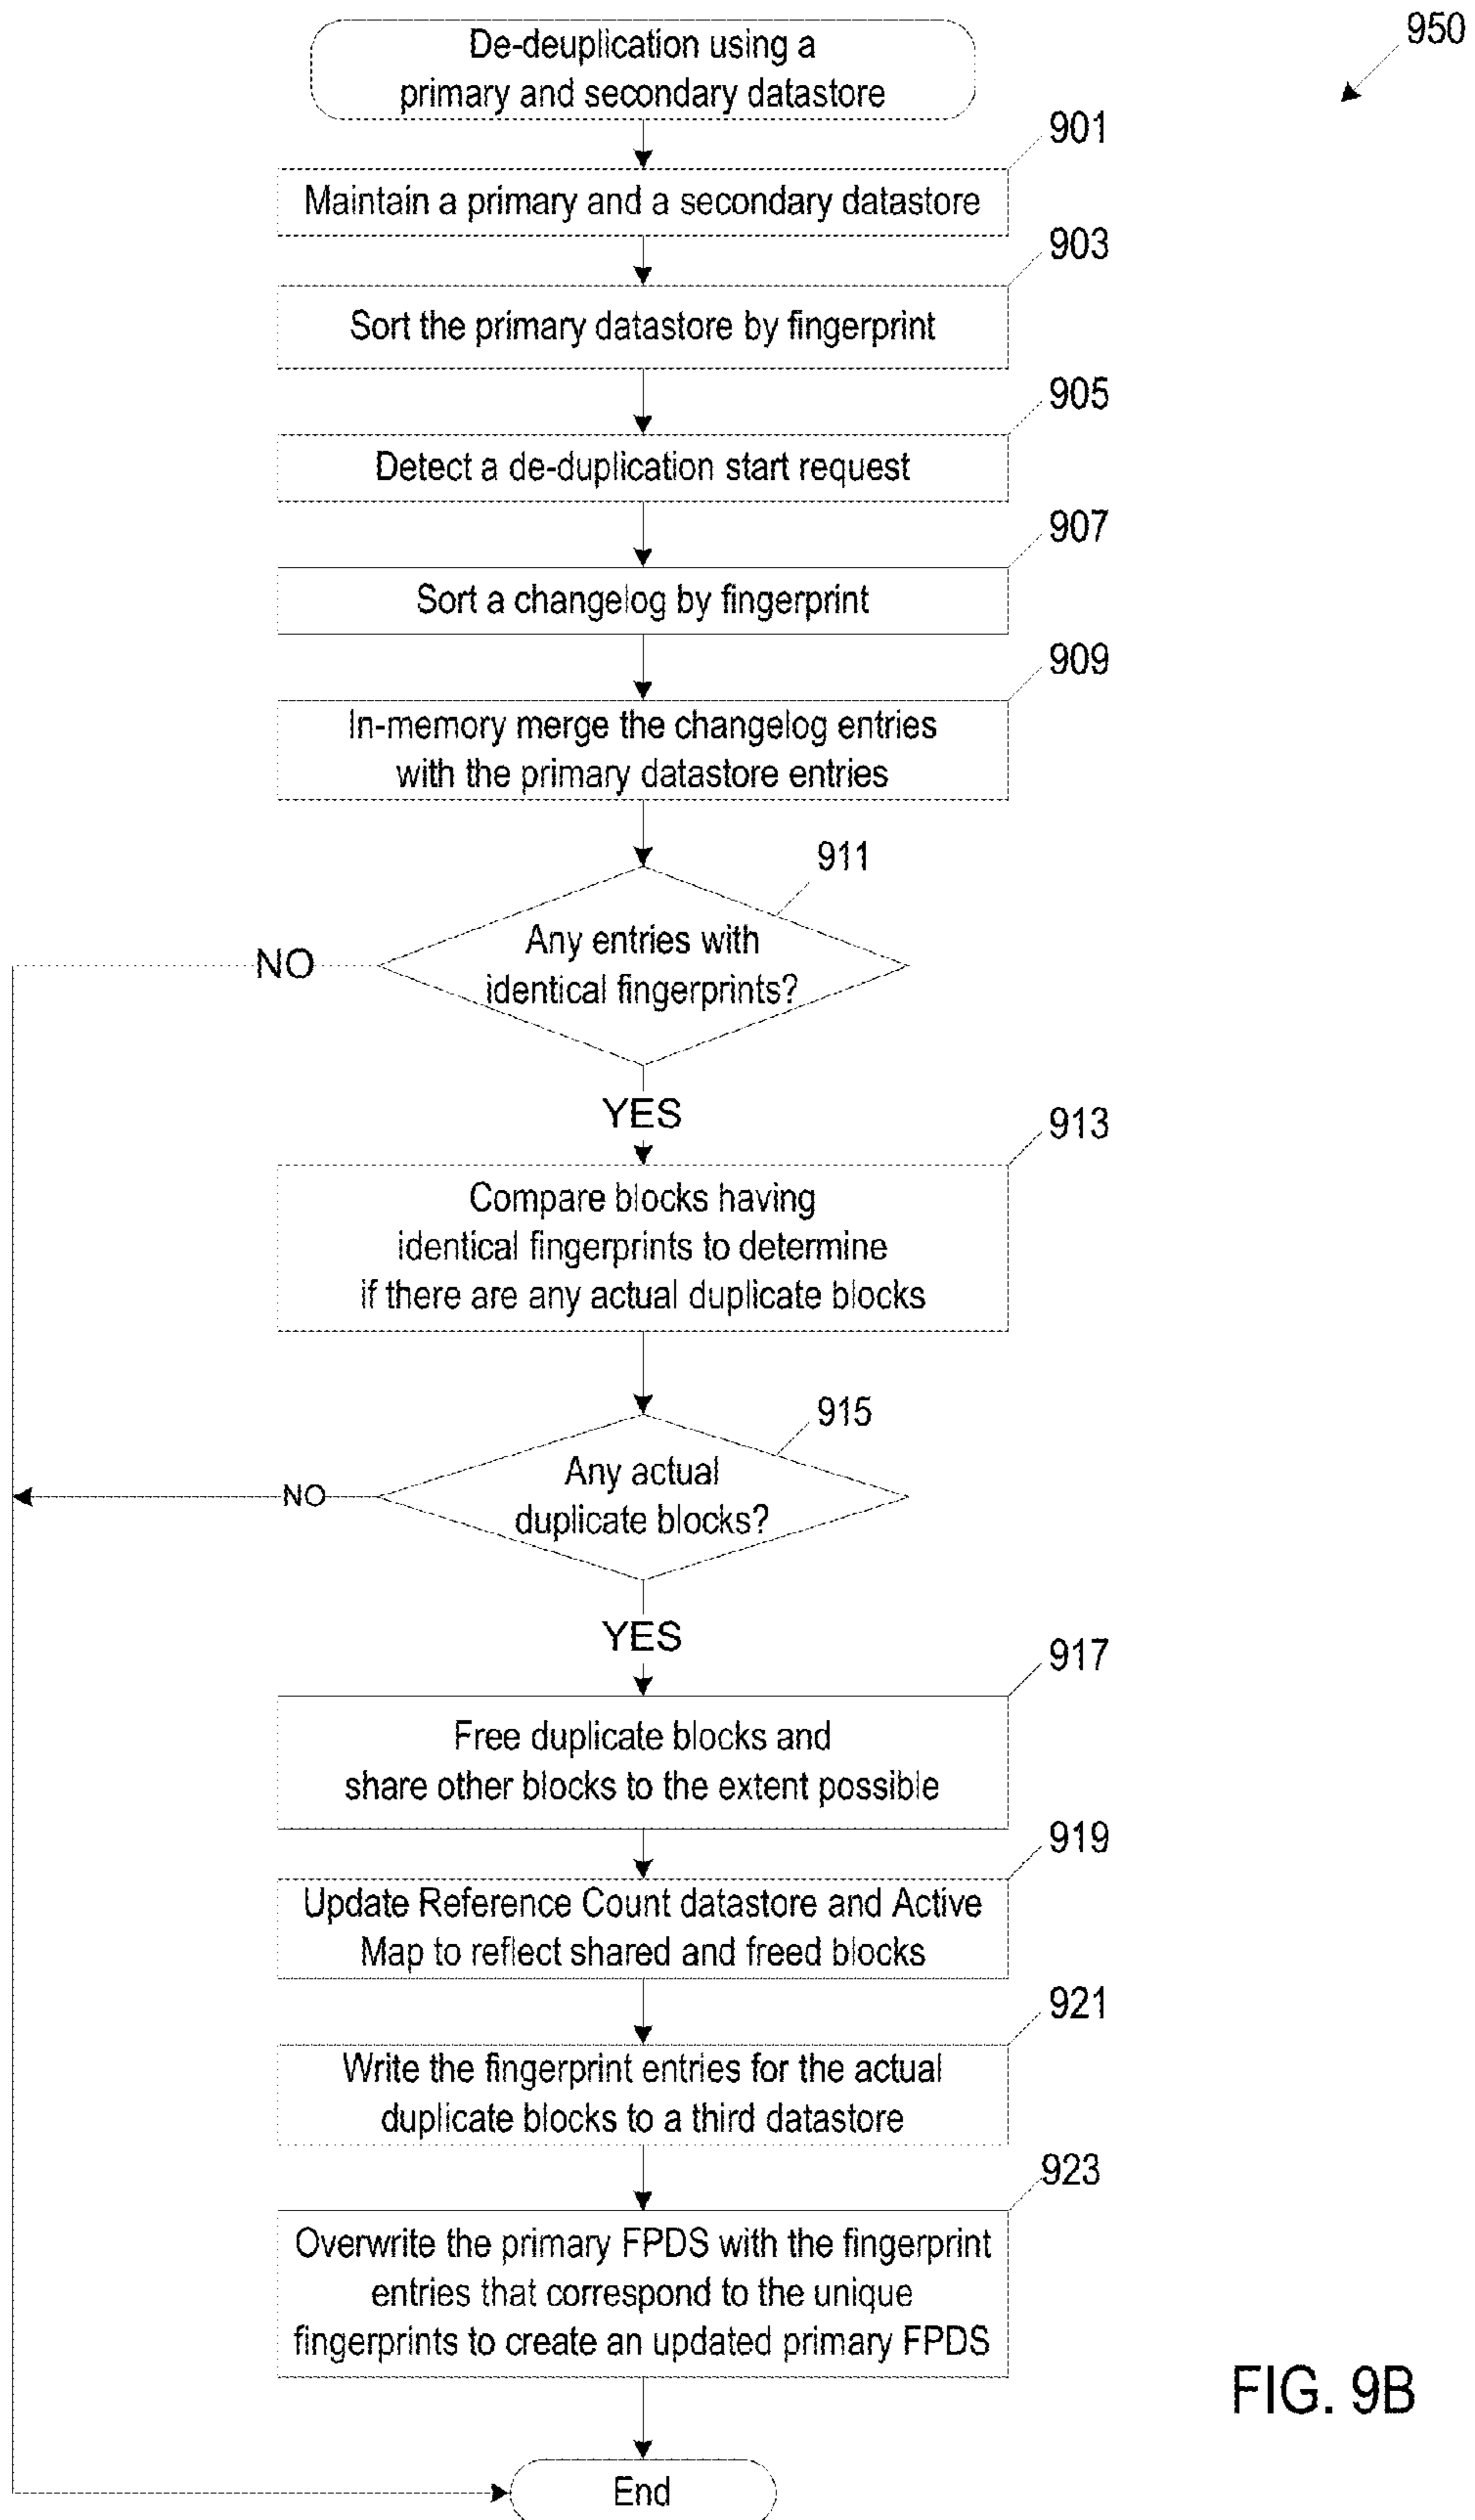 950
De-deuplication using a
primary and secondary datastore
901
Maintain a primary and a secondary datastore
903
Sort the primary datastore by fingerprint
905
Detect a de-duplication start request
907
Sort a changelog by fingerprint
909
In-memory merge the changelog entries
with the primary datastore entries
911
Any entries with
identical fingerprints?
NO
YES
913
Compare blocks having
identical fingerprints to determine
if there are any actual duplicate blocks
915
Any actual
duplicate blocks?
NO
YES
917
Free duplicate blocks and
share other blocks to the extent possible
919
Update Reference Count datastore and Active
Map to reflect shared and freed blocks
921
Write the fingerprint entries for the actual
duplicate blocks to a third datastore
923
Overwrite the primary FPDS with the fingerprint
entries that correspond to the unique
fingerprints to create an updated primary FPDS
FIG. 9B
End